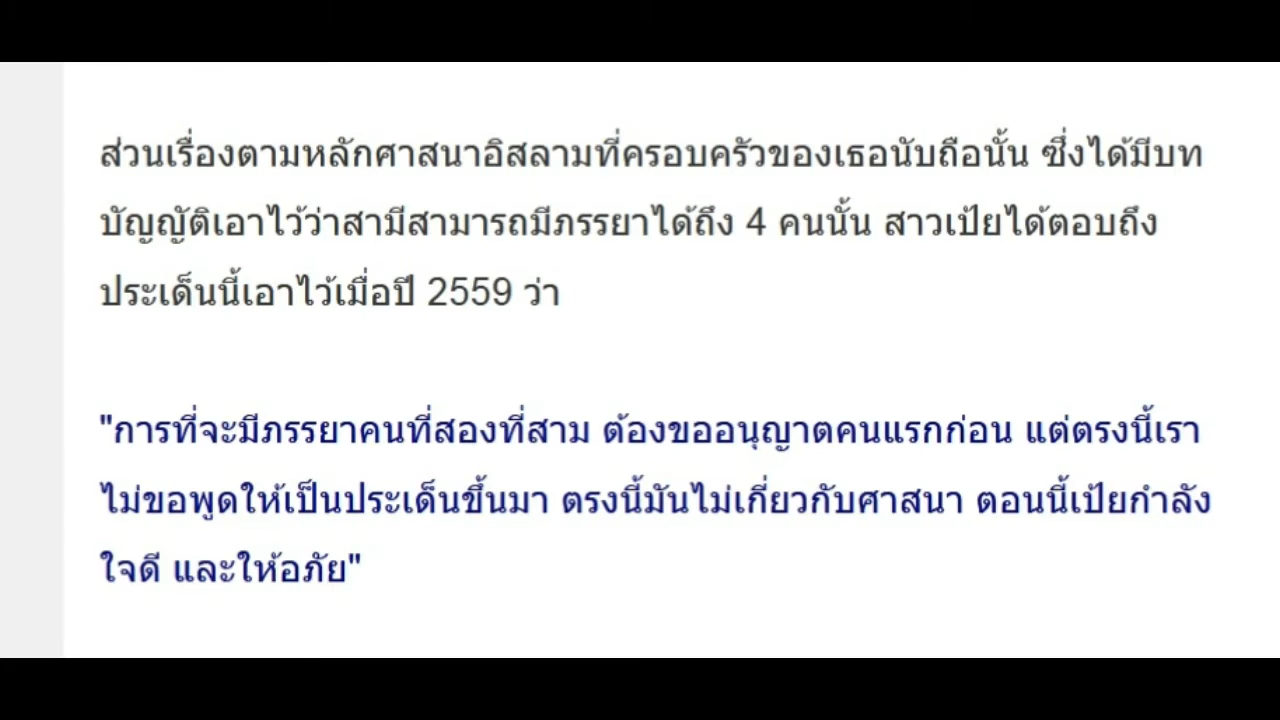 ส่วนเรื่องตามหลักศาสนาอิสลามที่ครอบครัวของเธอนับถือนั้น ซึ่งได้มีบท
บัญญัติเอาไว้ว่าสามีสามารถมีภรรยาได้ถึง 4 คนนั้น สาวเป้ยได้ตอบถึง
ประเด็นนี้เอาไว้เมื่อปี 2559 ว่า
"การที่จะมีภรรยาคนที่สองที่สาม ต้องขออนุญาตคนแรกก่อน แต่ตรงนี้เรา
ไม่ขอพูดให้เป็นประเด็นขึ้นมา ตรงนี้มันไม่เกี่ยวกับศาสนา ตอนนี้เป้ยกำลัง
ใจดี และให้อภัย"